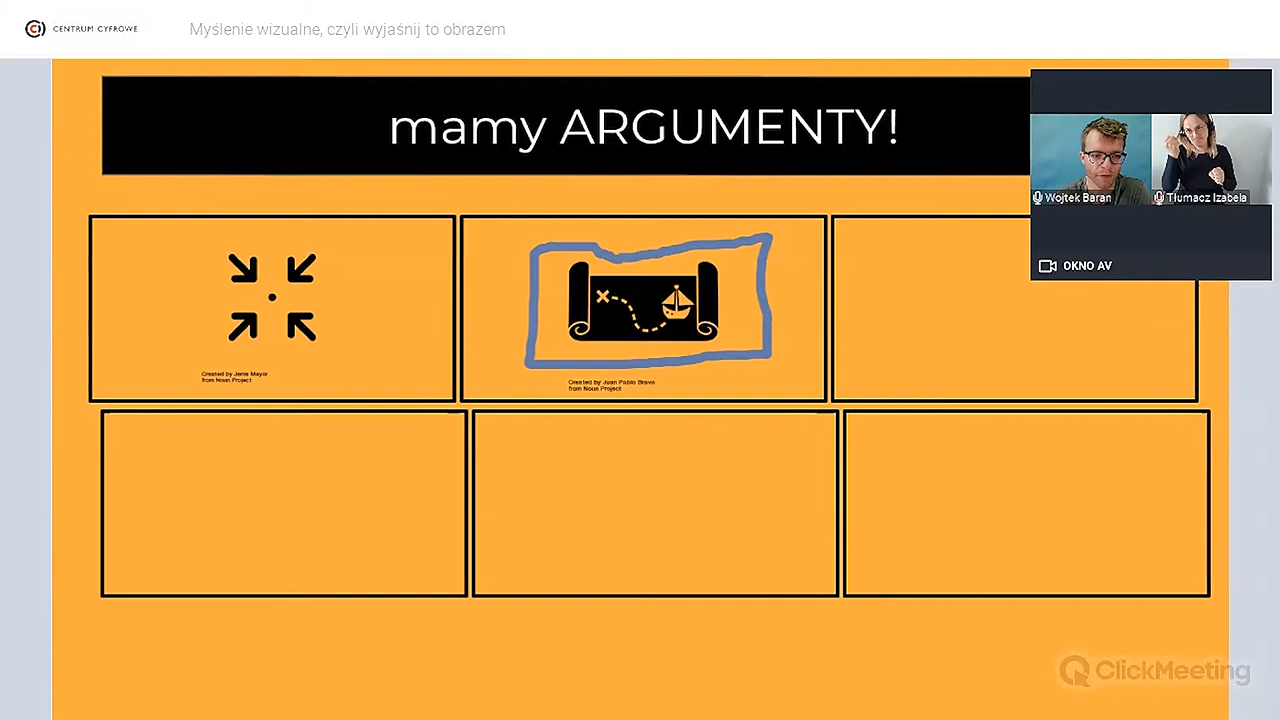 CENTRUM CYFROWE
Myślenie wizualne, czyli wyjaśnij to obrazem
mamy ARGUMENTY!
Wojtek Baran
Tłumacz Izabela
OKNO AV
Created by Jens Mayor
from Noun Project
Created by Juan Pablo Bravo
from Noun Project
ClickMeeting